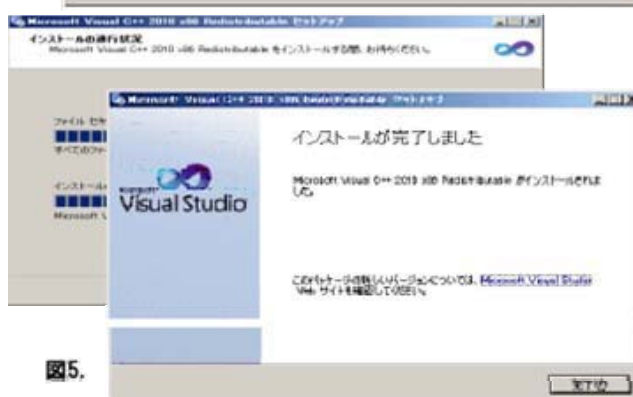 Microsoft Visual C++ 2010 x86 Redistributable セットアップ
インストールの進行状況
Microsoft Visual C++ 2010 x86 Redistributable をインストールする間、お待ちください。
ファイル
すべての
インストール
Microsoft V
Microsoft Visual C++ 2010 x86 Redistributable セットアップ
インストールが完了しました
Microsoft Visual C++ 2010 x86 Redistributable がインストールされま
した。
Microsoft
Visual Studio
このパッケージの新しいバージョンについては、Microsoft Visual Studio
Web サイトを確認してください。
完了(F)
図5.